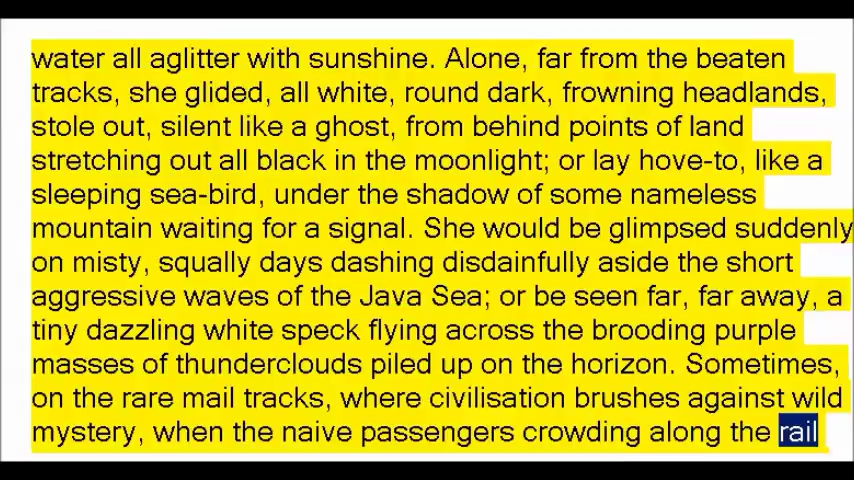 water all aglitter with sunshine. Alone, far from the beaten
tracks, she glided, all white, round dark, frowning headlands,
stole out, silent like a ghost, from behind points of land
stretching out all black in the moonlight; or lay hove-to, like a
sleeping sea-bird, under the shadow of some nameless
mountain waiting for a signal. She would be glimpsed suddenly
on misty, squally days dashing disdainfully aside the short
aggressive waves of the Java Sea; or be seen far, far away, a
tiny dazzling white speck flying across the brooding purple
masses of thunderclouds piled up on the horizon. Sometimes,
on the rare mail tracks, where civilisation brushes against wild
mystery, when the naive passengers crowding along the rail